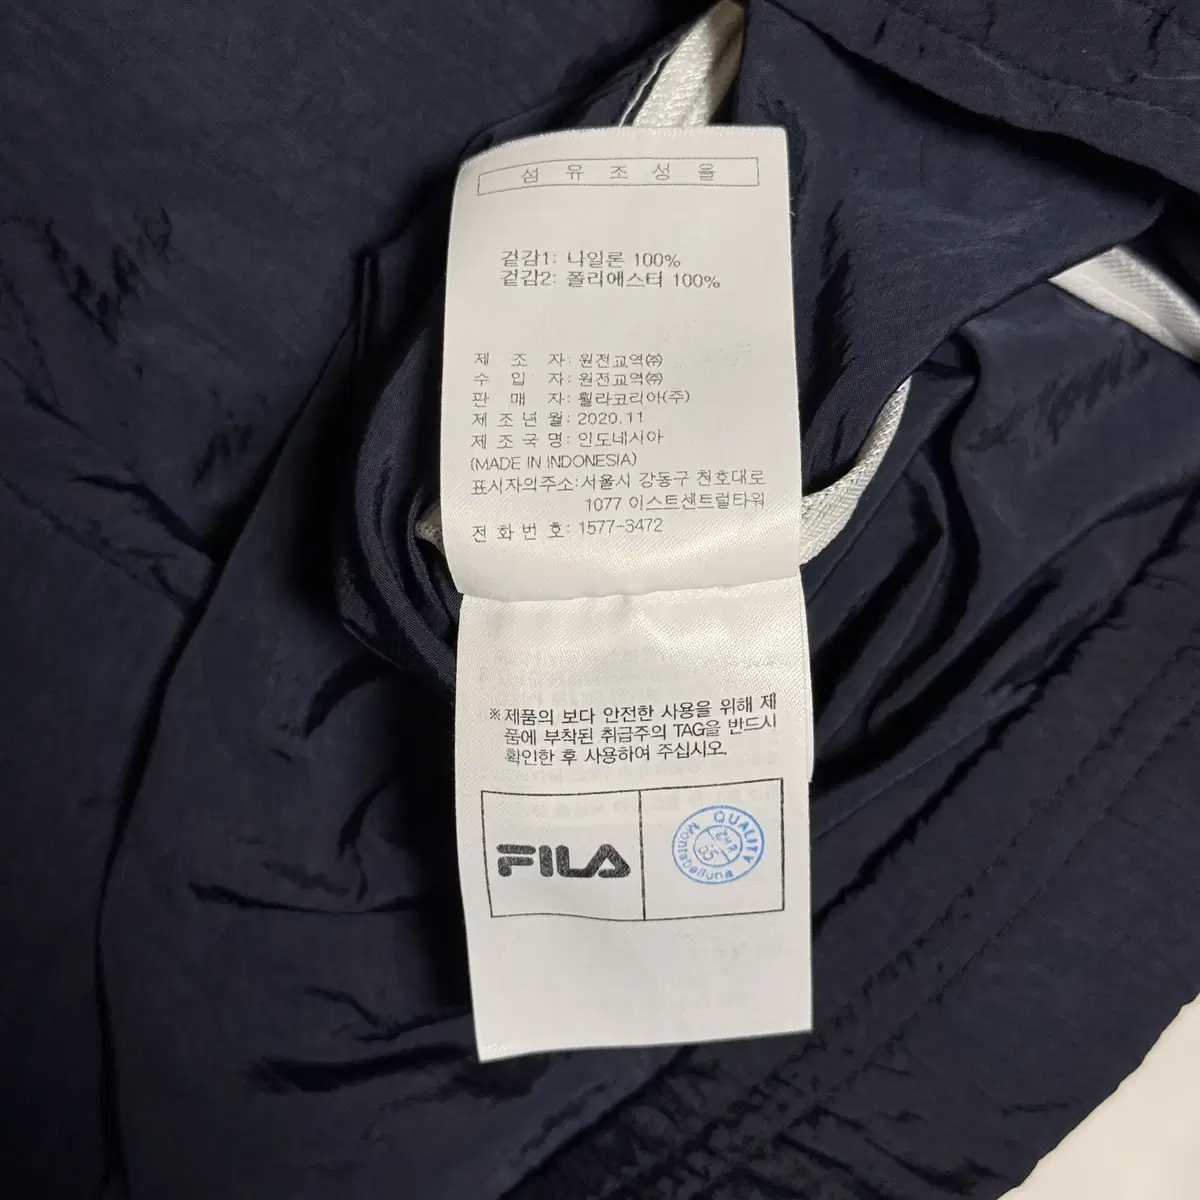 섬 유 조 성 율
겉감1: 나일론 100%
겉감2: 폴리에스터 100%
제 조 자: 원전교역㈜
수 입 자: 원전교역㈜
판 매 자: 휠라코리아(주)
제 조 년 월: 2020.11
제 조 국 명: 인도네시아
(MADE IN INDONESIA)
표시자의주소:서울시 강동구 천호대로
1077 이스트센트럴타워
전 화 번 호: 1577-3472
※ 제품의 보다 안전한 사용을 위해 제
품에 부착된 취급주의 TAG을 반드시
확인한 후 사용하여 주십시오.
FILA
QUALITY
Montebelluna